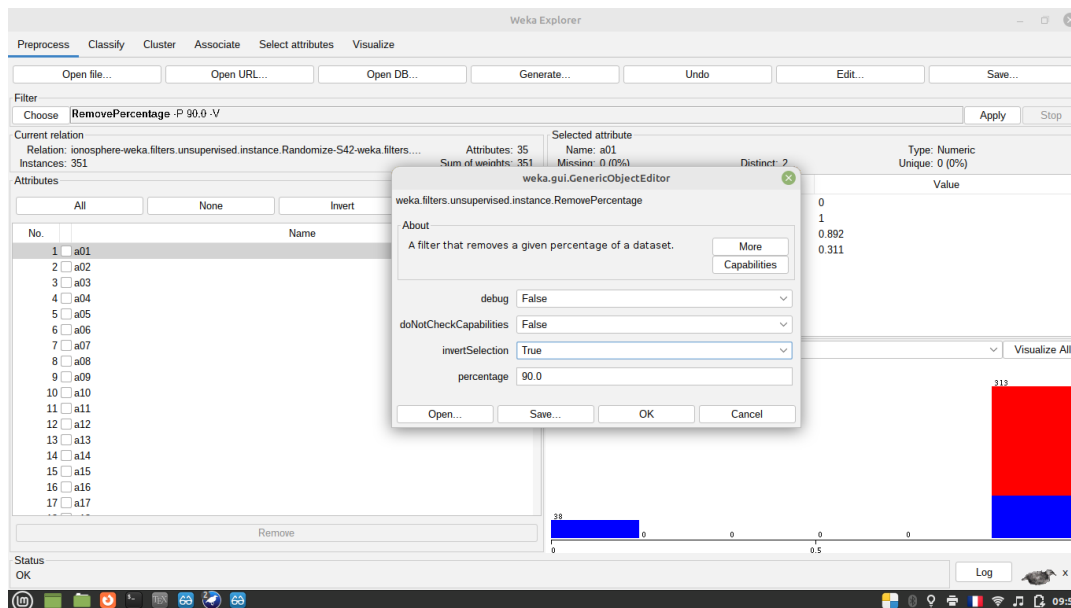 Weka Explorer
Preprocess Classify Cluster Associate Select attributes Visualize
Open file... Open URL... Open DB... Generate... Undo Edit... Save...
Filter
Choose RemovePercentage -P 90.0 -V Apply Stop
Current relation
Relation: ionosphere-weka.filters.unsupervised.instance.Randomize-S42-weka.filters.... Attributes: 35
Instances: 351 Sum of weights: 351
Selected attribute
Name: a01 Type: Numeric
Missing: 0 (0%) Distinct: 2 Unique: 0 (0%)
Attributes
All None Invert
No. Name
1 a01
2 a02
3 a03
4 a04
5 a05
6 a06
7 a07
8 a08
9 a09
10 a10
11 a11
12 a12
13 a13
14 a14
15 a15
16 a16
17 a17
Remove
Value
0
1
0.892
0.311
weka.gui.GenericObjectEditor
weka.filters.unsupervised.instance.RemovePercentage
About
A filter that removes a given percentage of a dataset. More
Capabilities
debug False
doNotCheckCapabilities False
invertSelection True
percentage 90.0
Open... Save... OK Cancel
Visualize All
313
38 0 0 0 0
0 0.5
Status
OK
Log x